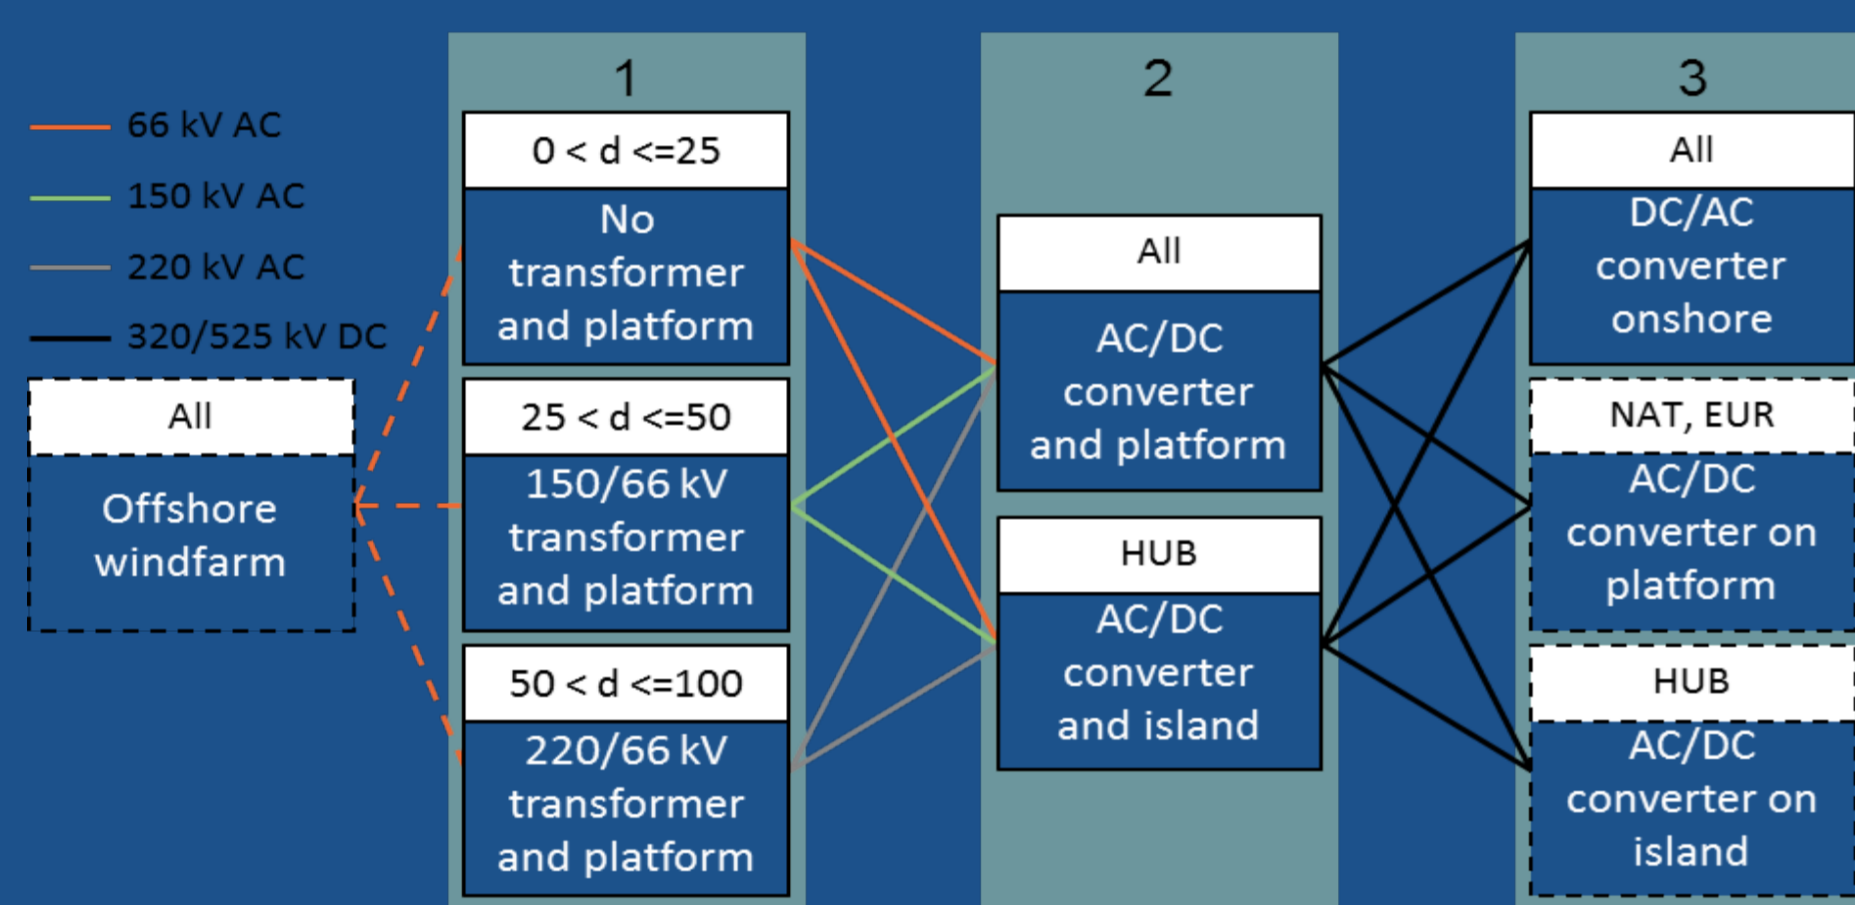 66 kV AC
150 kV AC
220 kV AC
320/525 kV DC
All
Offshore
windfarm
1
0 < d <=25
No
transformer
and platform
25 < d <=50
150/66 kV
transformer
and platform
50 < d <=100
220/66 kV
transformer
and platform
2
All
AC/DC
converter
and platform
HUB
AC/DC
converter
and island
3
All
DC/AC
converter
onshore
NAT, EUR
AC/DC
converter on
platform
HUB
AC/DC
converter on
island